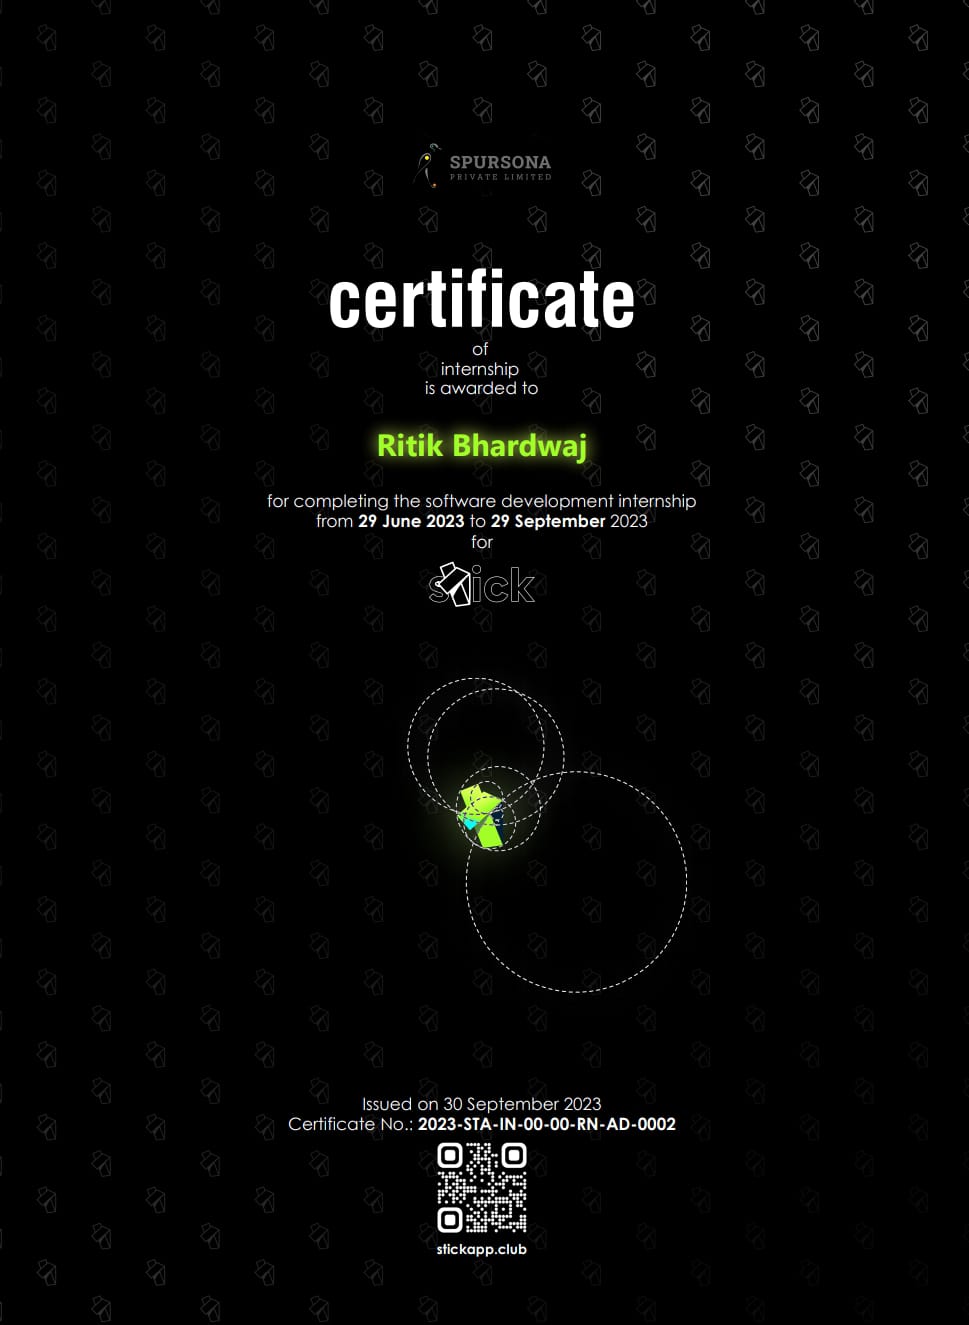 SPURSONA
PRIVATE LIMITED
certificate
of
internship
is awarded to
Ritik Bhardwaj
for completing the software development internship
from 29 June 2023 to 29 September 2023
for
stick
Issued on 30 September 2023
Certificate No.: 2023-STA-IN-00-00-RN-AD-0002
stickapp.club